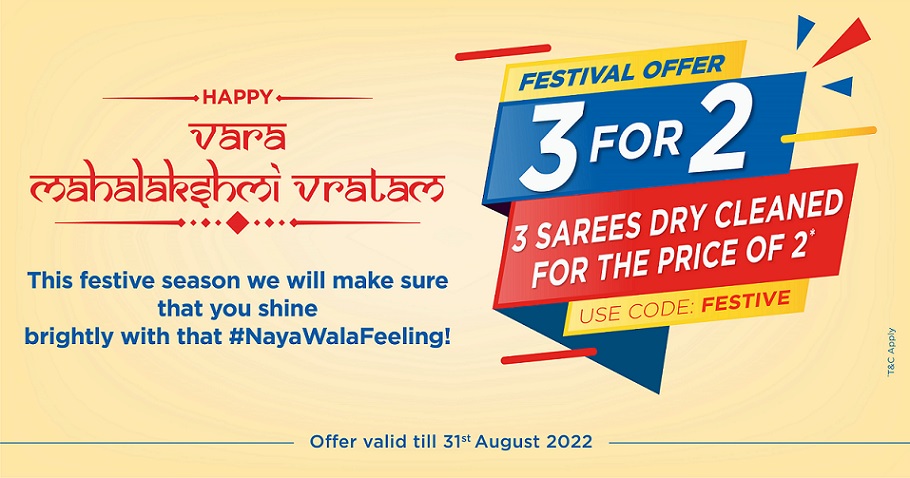 HAPPY
vara
mahalakshmi vratam
This festive season we will make sure
that you shine
brightly with that #NayaWalaFeeling!
FESTIVAL OFFER
3 FOR 2
3 SAREES DRY CLEANED
FOR THE PRICE OF 2*
USE CODE: FESTIVE
*T&C Apply
Offer valid till 31st August 2022